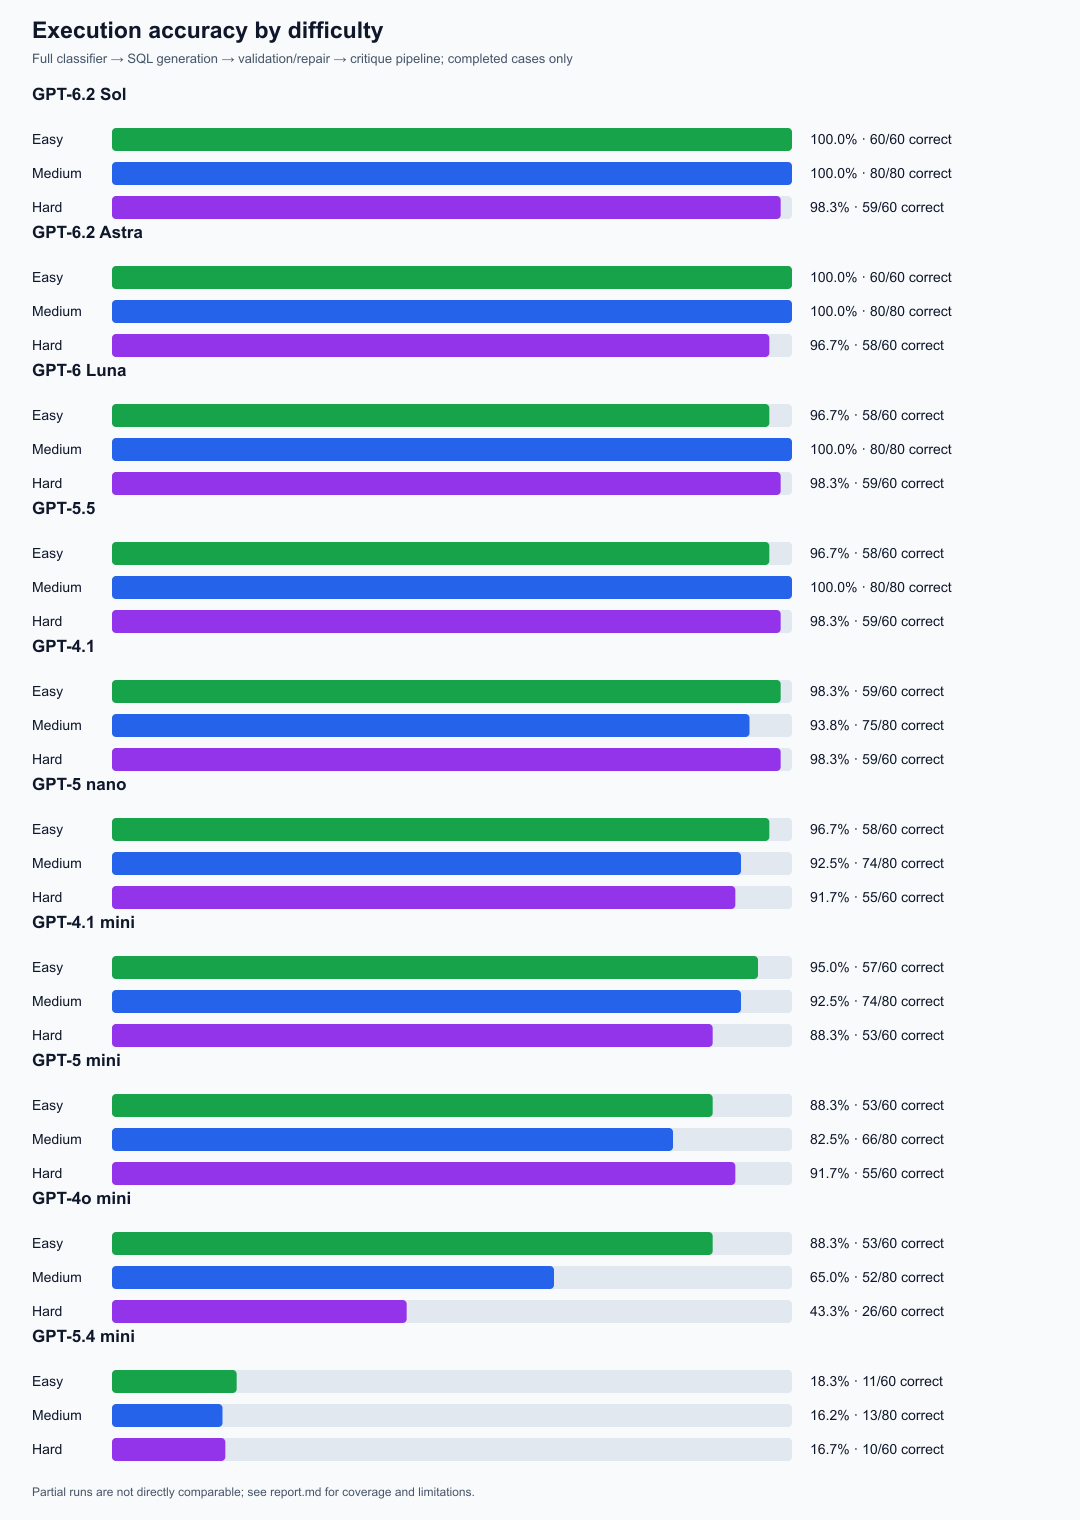 Execution accuracy by difficulty
Full classifier → SQL generation → validation/repair → critique pipeline; completed cases only
GPT-6.2 Sol
Easy 100.0% · 60/60 correct
Medium 100.0% · 80/80 correct
Hard 98.3% · 59/60 correct
GPT-6.2 Astra
Easy 100.0% · 60/60 correct
Medium 100.0% · 80/80 correct
Hard 96.7% · 58/60 correct
GPT-6 Luna
Easy 96.7% · 58/60 correct
Medium 100.0% · 80/80 correct
Hard 98.3% · 59/60 correct
GPT-5.5
Easy 96.7% · 58/60 correct
Medium 100.0% · 80/80 correct
Hard 98.3% · 59/60 correct
GPT-4.1
Easy 98.3% · 59/60 correct
Medium 93.8% · 75/80 correct
Hard 98.3% · 59/60 correct
GPT-5 nano
Easy 96.7% · 58/60 correct
Medium 92.5% · 74/80 correct
Hard 91.7% · 55/60 correct
GPT-4.1 mini
Easy 95.0% · 57/60 correct
Medium 92.5% · 74/80 correct
Hard 88.3% · 53/60 correct
GPT-5 mini
Easy 88.3% · 53/60 correct
Medium 82.5% · 66/80 correct
Hard 91.7% · 55/60 correct
GPT-4o mini
Easy 88.3% · 53/60 correct
Medium 65.0% · 52/80 correct
Hard 43.3% · 26/60 correct
GPT-5.4 mini
Easy 18.3% · 11/60 correct
Medium 16.2% · 13/80 correct
Hard 16.7% · 10/60 correct
Partial runs are not directly comparable; see report.md for coverage and limitations.